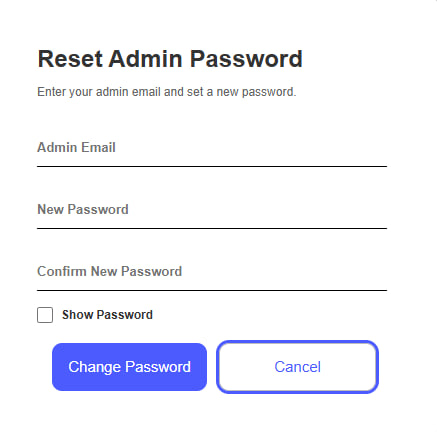 Reset Admin Password
Enter your admin email and set a new password.
Admin Email
New Password
Confirm New Password
Show Password
Change Password
Cancel